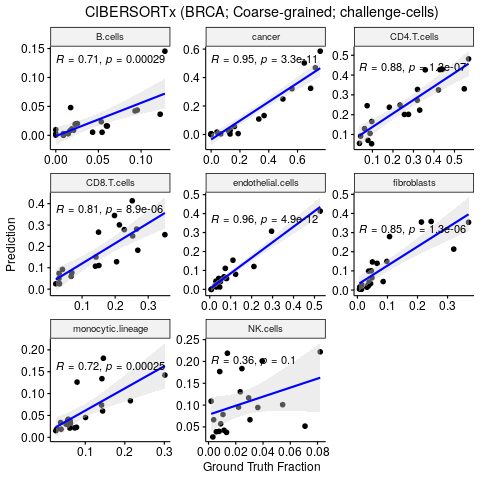 CIBERSORTx (BRCA; Coarse-grained; challenge-cells)
B.cells
cancer
CD4.T.cells
R = 0.71, p = 0.00029
R = 0.95, p = 3.3e-11
R = 0.88, p = 1.2e-07
0.15
0.10
0.05
0.00
0.6
0.4
0.2
0.0
0.5
0.4
0.3
0.2
0.1
0.00 0.05 0.10
0.0 0.2 0.4 0.6
0.1 0.2 0.3 0.4 0.5
CD8.T.cells
endothelial.cells
fibroblasts
R = 0.81, p = 8.9e-06
R = 0.96, p = 4.9e-12
R = 0.85, p = 1.3e-06
0.4
0.3
0.2
0.1
0.0
0.5
0.4
0.3
0.2
0.1
0.0
0.5
0.4
0.3
0.2
0.1
0.0
0.1 0.2 0.3
0.0 0.1 0.2 0.3 0.4 0.5
0.0 0.1 0.2 0.3
Prediction
monocytic.lineage
NK.cells
R = 0.72, p = 0.00025
R = 0.36, p = 0.1
0.20
0.15
0.10
0.05
0.00
0.25
0.20
0.15
0.10
0.05
0.1 0.2 0.3
0.00 0.02 0.04 0.06 0.08
Ground Truth Fraction